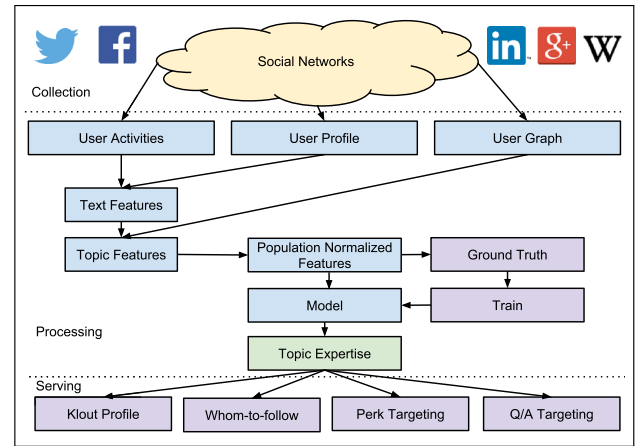 in
g+
W
Social Networks
Collection
User Activities
User Profile
User Graph
Text Features
Topic Features
Population Normalized
Features
Ground Truth
Model
Train
Processing
Topic Expertise
Serving
Klout Profile
Whom-to-follow
Perk Targeting
Q/A Targeting